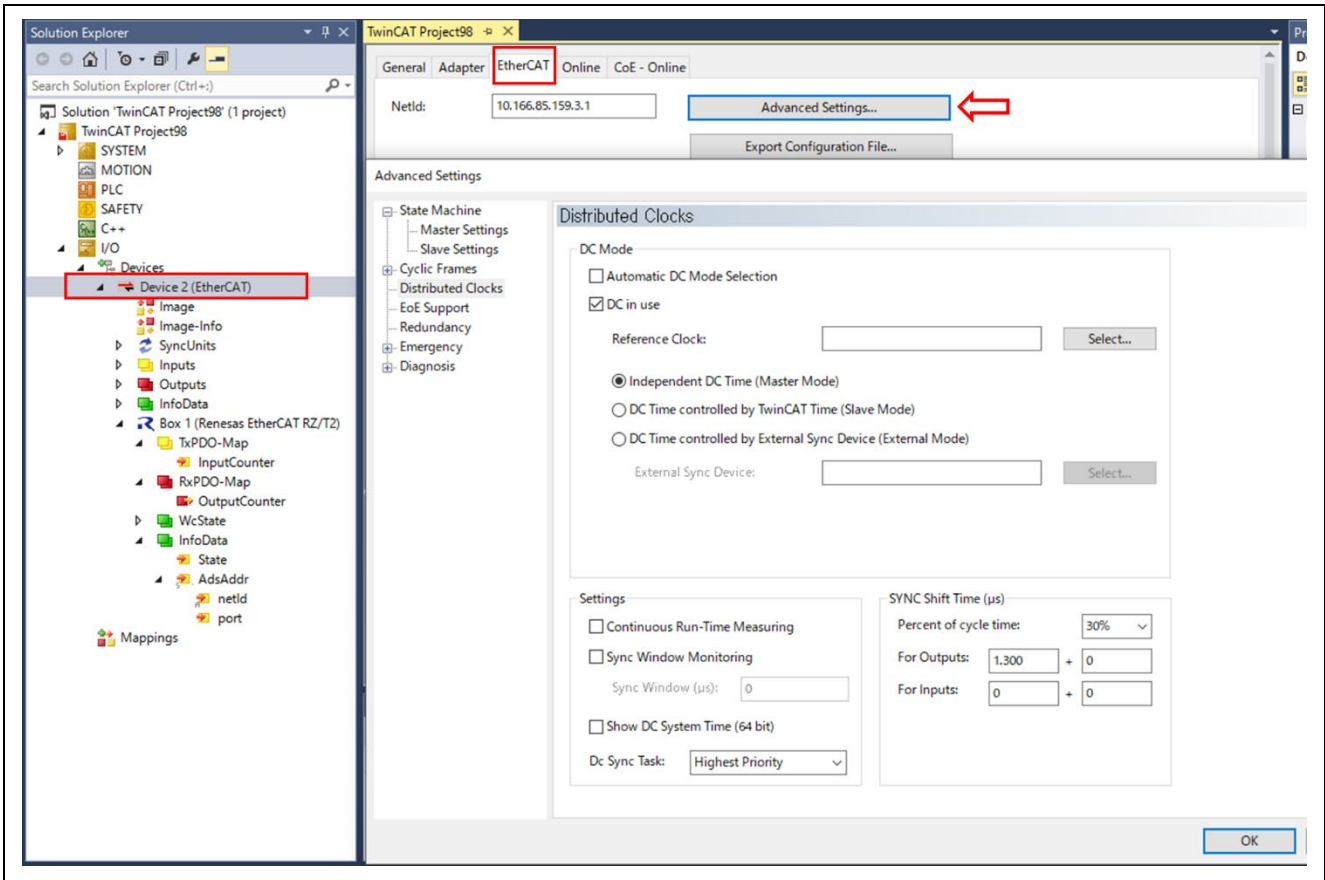 Solution Explorer
Search Solution Explorer (Ctrl+:)
Solution 'TwinCAT Project98' (1 project)
TwinCAT Project98
SYSTEM
MOTION
PLC
SAFETY
C++
I/O
Devices
Device 2 (EtherCAT)
Image
Image-Info
SyncUnits
Inputs
Outputs
InfoData
Box 1 (Renesas EtherCAT RZ/T2)
TxPDO-Map
InputCounter
RxPDO-Map
OutputCounter
WcState
InfoData
State
AdsAddr
netId
port
Mappings
TwinCAT Project98
General Adapter EtherCAT Online CoE - Online
NetId: 10.166.85.159.3.1 Advanced Settings...
Export Configuration File...
Advanced Settings
State Machine
Master Settings
Slave Settings
Cyclic Frames
Distributed Clocks
EoE Support
Redundancy
Emergency
Diagnosis
Distributed Clocks
DC Mode
Automatic DC Mode Selection
DC in use
Reference Clock: Select...
Independent DC Time (Master Mode)
DC Time controlled by TwinCAT Time (Slave Mode)
DC Time controlled by External Sync Device (External Mode)
External Sync Device: Select...
Settings
Continuous Run-Time Measuring
Sync Window Monitoring
Sync Window (µs): 0
Show DC System Time (64 bit)
Dc Sync Task: Highest Priority
SYNC Shift Time (µs)
Percent of cycle time: 30%
For Outputs: 1.300 + 0
For Inputs: 0 + 0
OK